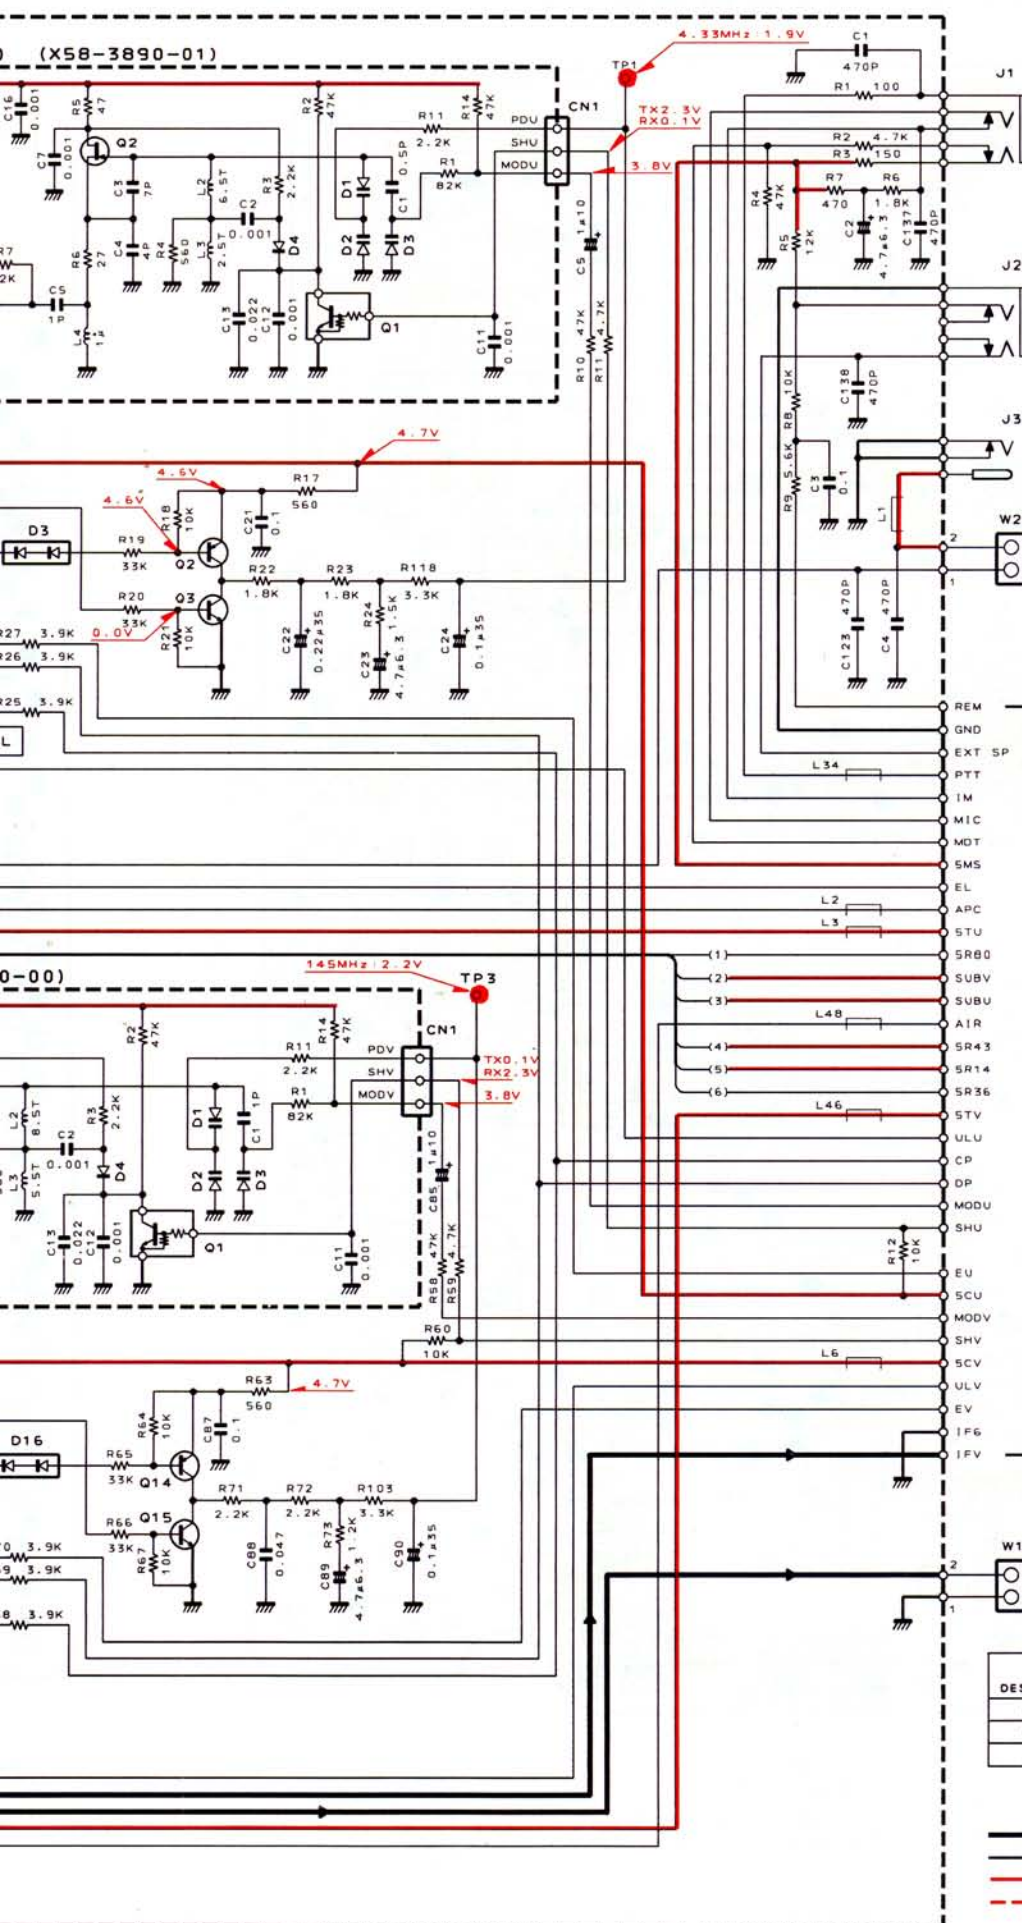 (X58-3890-01)
4.33MHz:1.9V
TP1
C1
470P
J1
C16
0.001
R5
47
R2
47K
R14
47K
CN1
R1 100
Q2
R11
2.2K
PDU
TX2.3V
RX0.1V
SHU
MODU
3.8V
R2 4.7K
R3 150
C7
0.001
C3
7P
L2
6.5T
R3
2.2K
D1
C1
0.5P
R1
82K
R7
470
R6
1.8K
R4
47K
C2
0.001
R5
12K
C2
4.7µ6.3
C137
470P
R6
27
C4
4P
R4
560
L3
2.5T
D4
D2
D3
C5
1µ10
R7
2K
C5
1P
J2
L4
1µ
C13
0.022
C12
0.001
Q1
C11
0.001
R10 47K
R11 4.7K
C138
470P
R8 10K
4.7V
J3
4.6V
R17
560
R9 5.6K
C3
0.1
4.6V
R18
10K
C21
0.1
L1
D3
R19
33K
Q2
W2
2
1
R22
1.8K
R23
1.8K
R118
3.3K
R20
33K
Q3
R24
1.5K
0.0V
R21
10K
C22
0.22µ35
C23
4.7µ6.3
C24
0.1µ35
C123
470P
C4
470P
R27 3.9K
R26 3.9K
R25 3.9K
L
REM
GND
EXT SP
L34
PTT
IM
MIC
MDT
SMS
EL
L2
APC
L3
STU
(1)
SR80
0-00)
145MHz:2.2V
TP3
(2)
SUBV
(3)
SUBU
L48
AIR
R2
47K
R14
47K
CN1
R11
2.2K
PDV
TX0.1V
RX2.3V
SHV
MODV
3.8V
(4)
SR43
(5)
SR14
(6)
SR36
R1
82K
L46
STV
L2
8.5T
R3
2.2K
D1
C1
1P
ULU
C2
0.001
D4
CP
L3
5.5T
D2
D3
C85
1µ10
DP
MODU
SHU
C13
0.022
C12
0.001
Q1
C11
0.001
R58 47K
R59 4.7K
R12
10K
EU
SCU
MODV
R60
10K
SHV
L6
SCV
R63
560
4.7V
ULV
R64
10K
C87
0.1
EV
IFG
IFV
D16
R65
33K
Q14
R71
2.2K
R72
2.2K
R103
3.3K
Q15
R66
33K
R67
10K
C88
0.047
R73
1.2K
C89
4.7µ6.3
C90
0.1µ35
3.9K
3.9K
3.9K
W1
2
1
DES